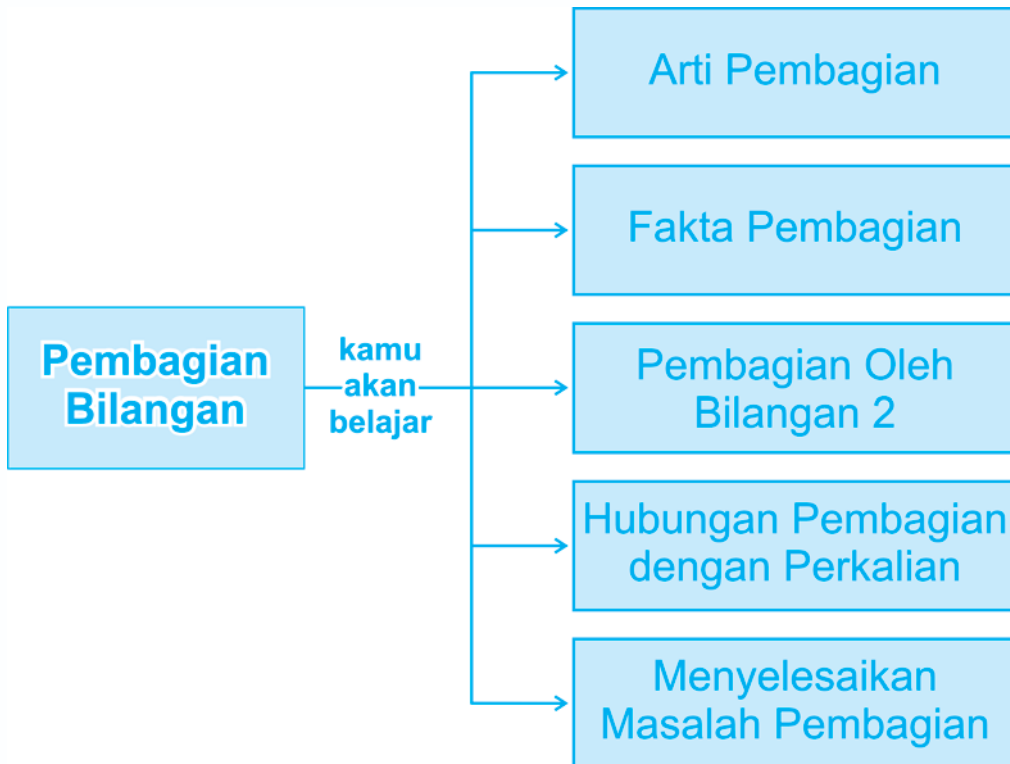 Pembagian
Bilangan
kamu
akan
belajar
Arti Pembagian
Fakta Pembagian
Pembagian Oleh
Bilangan 2
Hubungan Pembagian
dengan Perkalian
Menyelesaikan
Masalah Pembagian